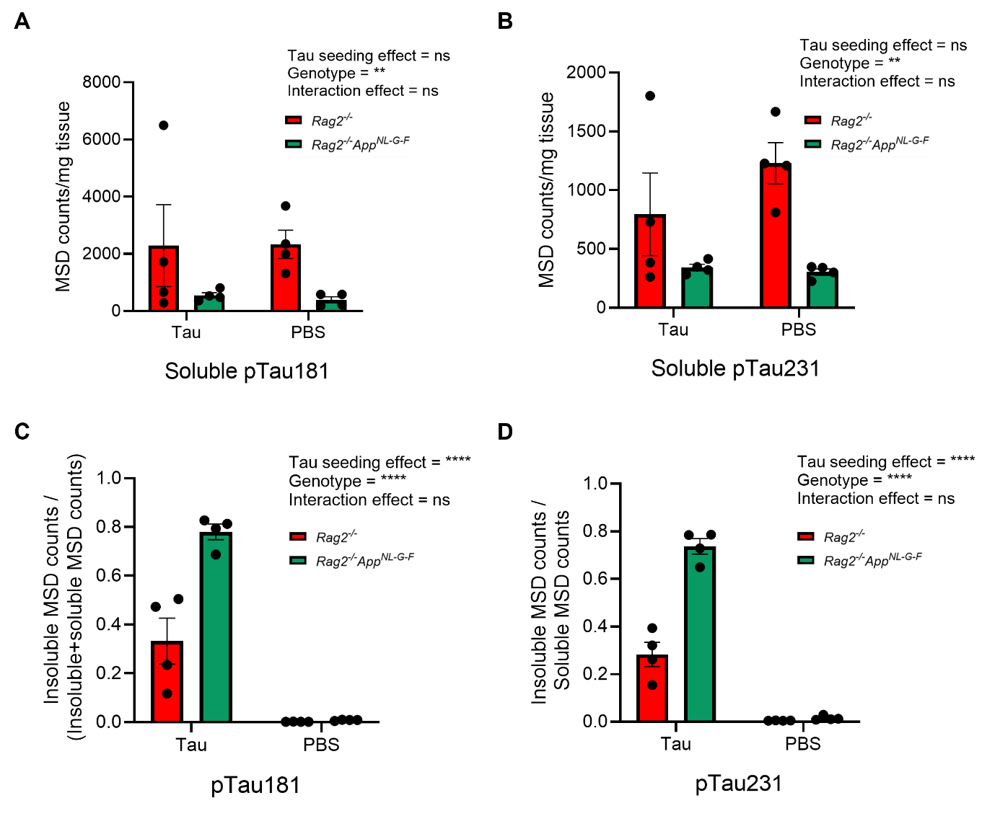 A
Tau seeding effect = ns
Genotype = **
Interaction effect = ns
Rag2-/-
Rag2-/-AppNL-G-F
MSD counts/mg tissue
8000
6000
4000
2000
0
Tau
PBS
Soluble pTau181
B
Tau seeding effect = ns
Genotype = **
Interaction effect = ns
Rag2-/-
Rag2-/-AppNL-G-F
MSD counts/mg tissue
2000
1500
1000
500
0
Tau
PBS
Soluble pTau231
C
Tau seeding effect = ****
Genotype = ****
Interaction effect = ns
Rag2-/-
Rag2-/-AppNL-G-F
Insoluble MSD counts /
(Insoluble+soluble MSD counts)
1.0
0.8
0.6
0.4
0.2
0.0
Tau
PBS
pTau181
D
Tau seeding effect = ****
Genotype = ****
Interaction effect = ns
Rag2-/-
Rag2-/-AppNL-G-F
Insoluble MSD counts /
Soluble MSD counts
1.0
0.8
0.6
0.4
0.2
0.0
Tau
PBS
pTau231